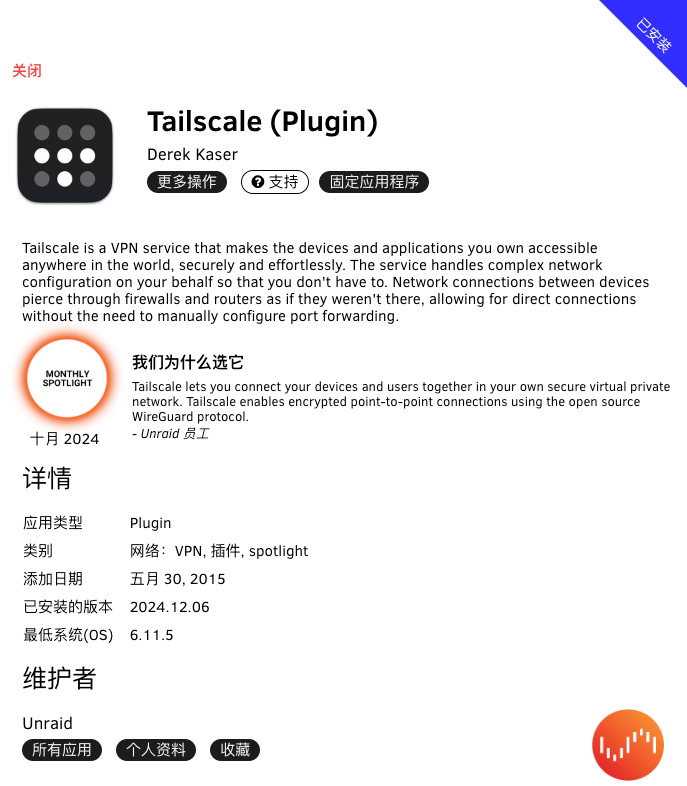 已安装
关闭
Tailscale (Plugin)
Derek Kaser
更多操作 支持 固定应用程序
Tailscale is a VPN service that makes the devices and applications you own accessible
anywhere in the world, securely and effortlessly. The service handles complex network
configuration on your behalf so that you don't have to. Network connections between devices
pierce through firewalls and routers as if they weren't there, allowing for direct connections
without the need to manually configure port forwarding.
MONTHLY
SPOTLIGHT
十月 2024
我们为什么选它
Tailscale lets you connect your devices and users together in your own secure virtual private
network. Tailscale enables encrypted point-to-point connections using the open source
WireGuard protocol.
- Unraid 员工
详情
应用类型 Plugin
类别 网络：VPN, 插件, spotlight
添加日期 五月 30, 2015
已安装的版本 2024.12.06
最低系统(OS) 6.11.5
维护者
Unraid
所有应用 个人资料 收藏